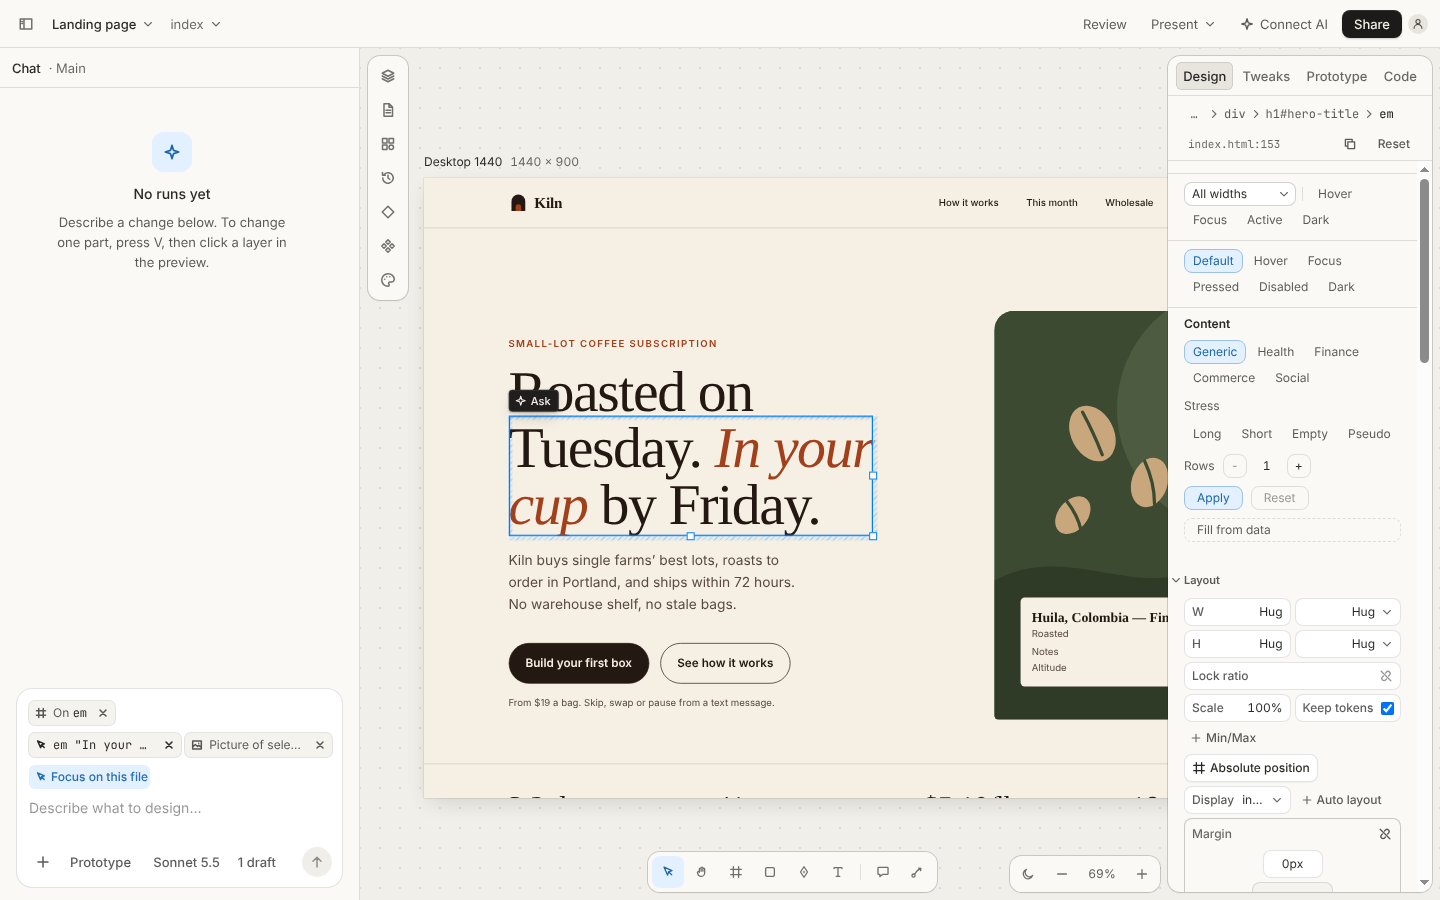 Landing page
index
Review
Present
Connect AI
Share
Chat · Main
No runs yet
Describe a change below. To change
one part, press V, then click a layer in
the preview.
On em
em "In your …
Picture of sele…
Focus on this file
Describe what to design…
Prototype
Sonnet 5.5
1 draft
Desktop 1440 1440 × 900
Kiln
How it works
This month
Wholesale
SMALL-LOT COFFEE SUBSCRIPTION
Roasted on
Ask
Tuesday. In your
cup by Friday.
Kiln buys single farms’ best lots, roasts to
order in Portland, and ships within 72 hours.
No warehouse shelf, no stale bags.
Build your first box
See how it works
From $19 a bag. Skip, swap or pause from a text message.
Huila, Colombia — Fin
Roasted
Notes
Altitude
69%
Design
Tweaks
Prototype
Code
… > div > h1#hero-title > em
index.html:153
Reset
All widths
Hover
Focus
Active
Dark
Default
Hover
Focus
Pressed
Disabled
Dark
Content
Generic
Health
Finance
Commerce
Social
Stress
Long
Short
Empty
Pseudo
Rows - 1 +
Apply
Reset
Fill from data
Layout
W Hug
Hug
H Hug
Hug
Lock ratio
Scale 100%
Keep tokens
Min/Max
Absolute position
Display in…
Auto layout
Margin
0px